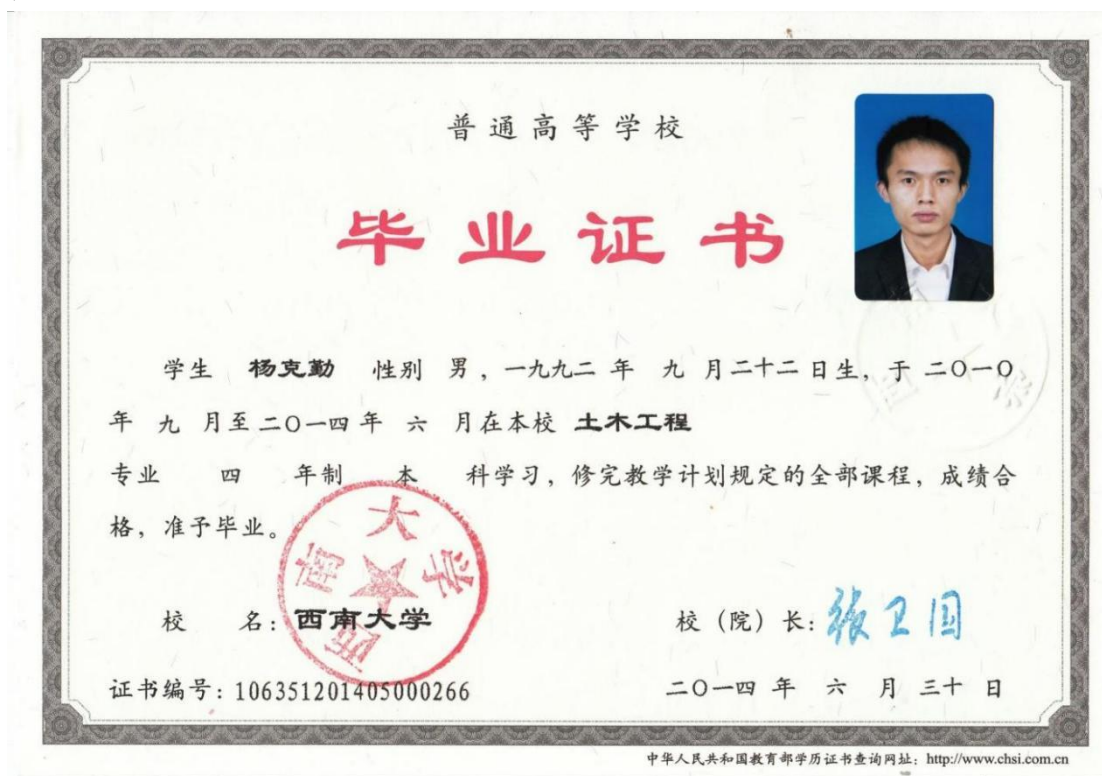 普通高等学校
毕业证书
学生 杨克勤 性别 男，一九九二 年 九 月二十二 日生，于 二〇一〇
年 九 月至 二〇一四 年 六 月在本校 土木工程
专业 四 年制 本 科学习，修完教学计划规定的全部课程，成绩合
格，准予毕业。
西南大学
校 名：西南大学
校（院）长：张卫国
证书编号：106351201405000266
二〇一四 年 六 月 三十 日
中华人民共和国教育部学历证书查询网址：http://www.chsi.com.cn